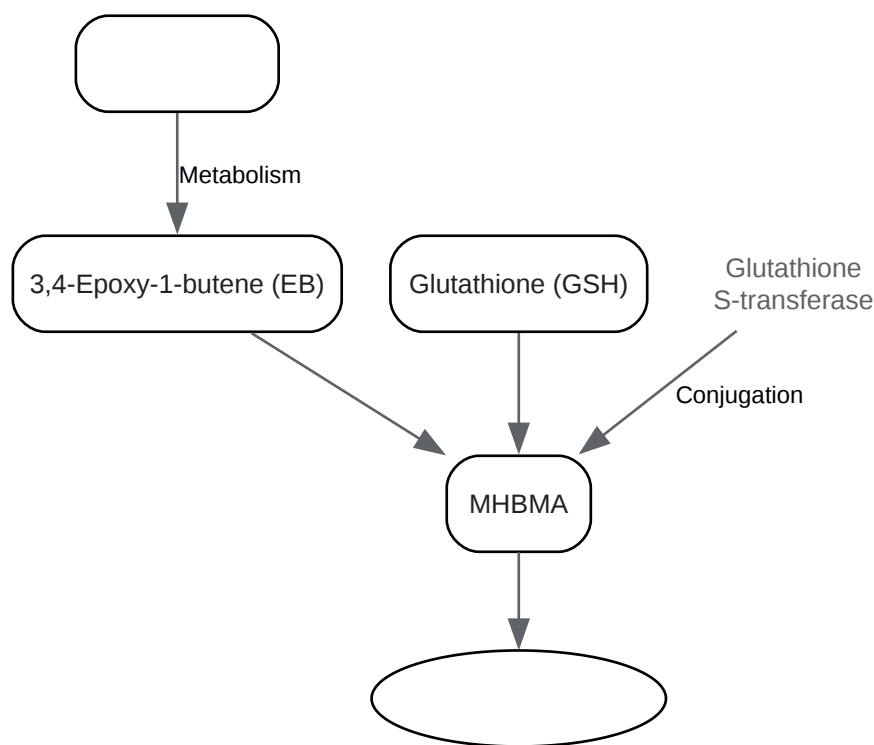 Metabolism
3,4-Epoxy-1-butene (EB)
Glutathione (GSH)
Glutathione
S-transferase
Conjugation
MHBMA